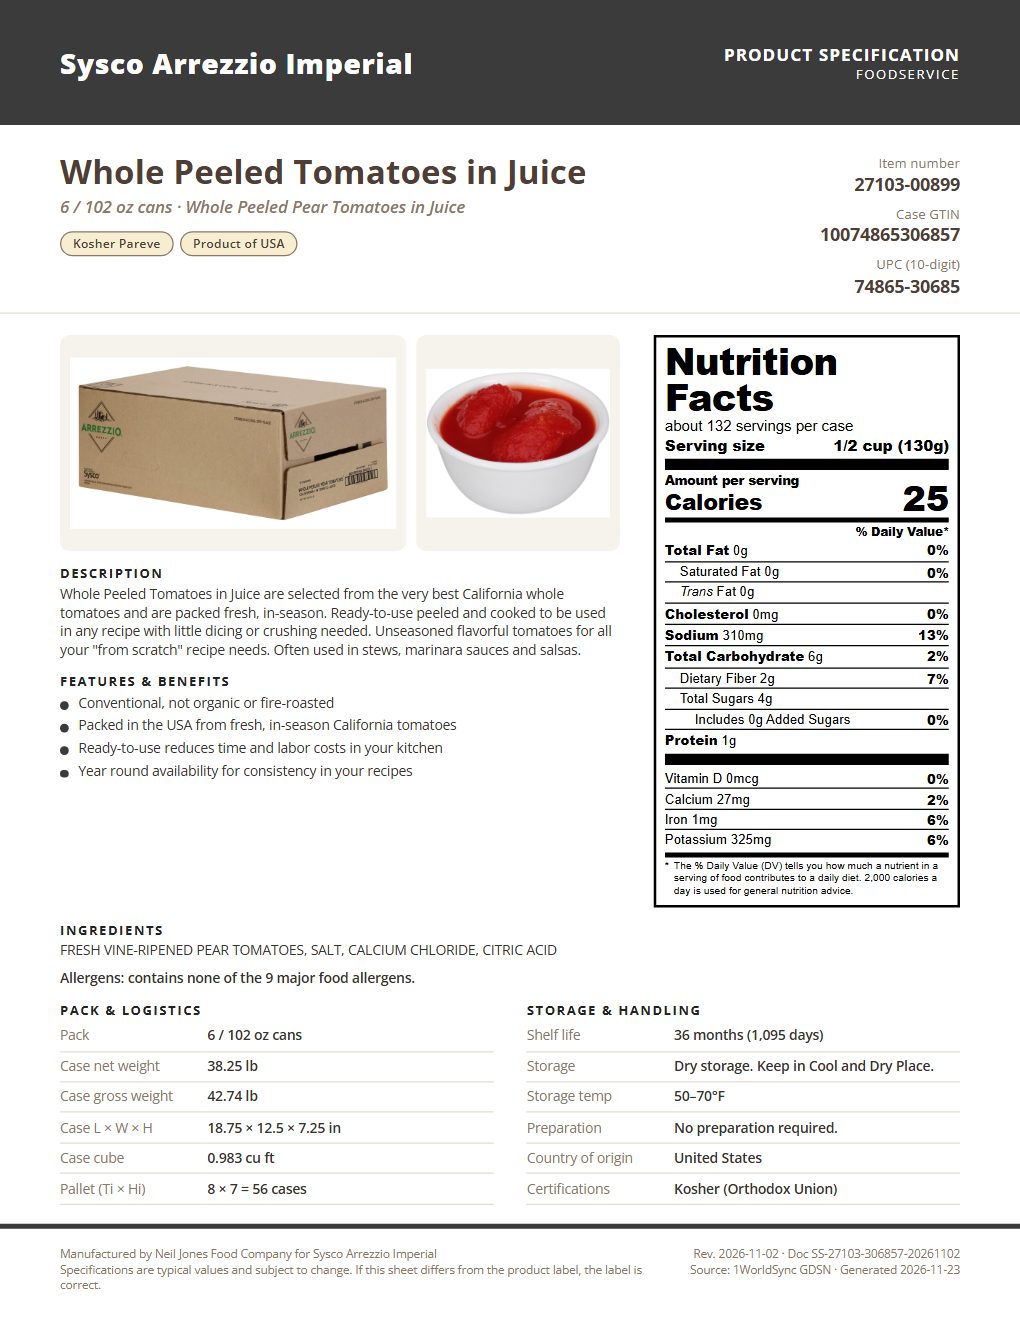 Sysco Arrezzio Imperial
PRODUCT SPECIFICATION
FOODSERVICE
Whole Peeled Tomatoes in Juice
6 / 102 oz cans · Whole Peeled Pear Tomatoes in Juice
Kosher Pareve
Product of USA
Item number
27103-00899
Case GTIN
10074865306857
UPC (10-digit)
74865-30685
ARREZZIO
ARREZZIO
Sysco
DESCRIPTION
Whole Peeled Tomatoes in Juice are selected from the very best California whole
tomatoes and are packed fresh, in-season. Ready-to-use peeled and cooked to be used
in any recipe with little dicing or crushing needed. Unseasoned flavorful tomatoes for all
your "from scratch" recipe needs. Often used in stews, marinara sauces and salsas.
FEATURES & BENEFITS
Conventional, not organic or fire-roasted
Packed in the USA from fresh, in-season California tomatoes
Ready-to-use reduces time and labor costs in your kitchen
Year round availability for consistency in your recipes
Nutrition
Facts
about 132 servings per case
Serving size 1/2 cup (130g)
Amount per serving
Calories 25
% Daily Value*
Total Fat 0g 0%
Saturated Fat 0g 0%
Trans Fat 0g
Cholesterol 0mg 0%
Sodium 310mg 13%
Total Carbohydrate 6g 2%
Dietary Fiber 2g 7%
Total Sugars 4g
Includes 0g Added Sugars 0%
Protein 1g
Vitamin D 0mcg 0%
Calcium 27mg 2%
Iron 1mg 6%
Potassium 325mg 6%
* The % Daily Value (DV) tells you how much a nutrient in a
serving of food contributes to a daily diet. 2,000 calories a
day is used for general nutrition advice.
INGREDIENTS
FRESH VINE-RIPENED PEAR TOMATOES, SALT, CALCIUM CHLORIDE, CITRIC ACID
Allergens: contains none of the 9 major food allergens.
PACK & LOGISTICS
Pack 6 / 102 oz cans
Case net weight 38.25 lb
Case gross weight 42.74 lb
Case L × W × H 18.75 × 12.5 × 7.25 in
Case cube 0.983 cu ft
Pallet (Ti × Hi) 8 × 7 = 56 cases
STORAGE & HANDLING
Shelf life 36 months (1,095 days)
Storage Dry storage. Keep in Cool and Dry Place.
Storage temp 50–70°F
Preparation No preparation required.
Country of origin United States
Certifications Kosher (Orthodox Union)
Manufactured by Neil Jones Food Company for Sysco Arrezzio Imperial
Specifications are typical values and subject to change. If this sheet differs from the product label, the label is
correct.
Rev. 2026-11-02 · Doc SS-27103-306857-20261102
Source: 1WorldSync GDSN · Generated 2026-11-23